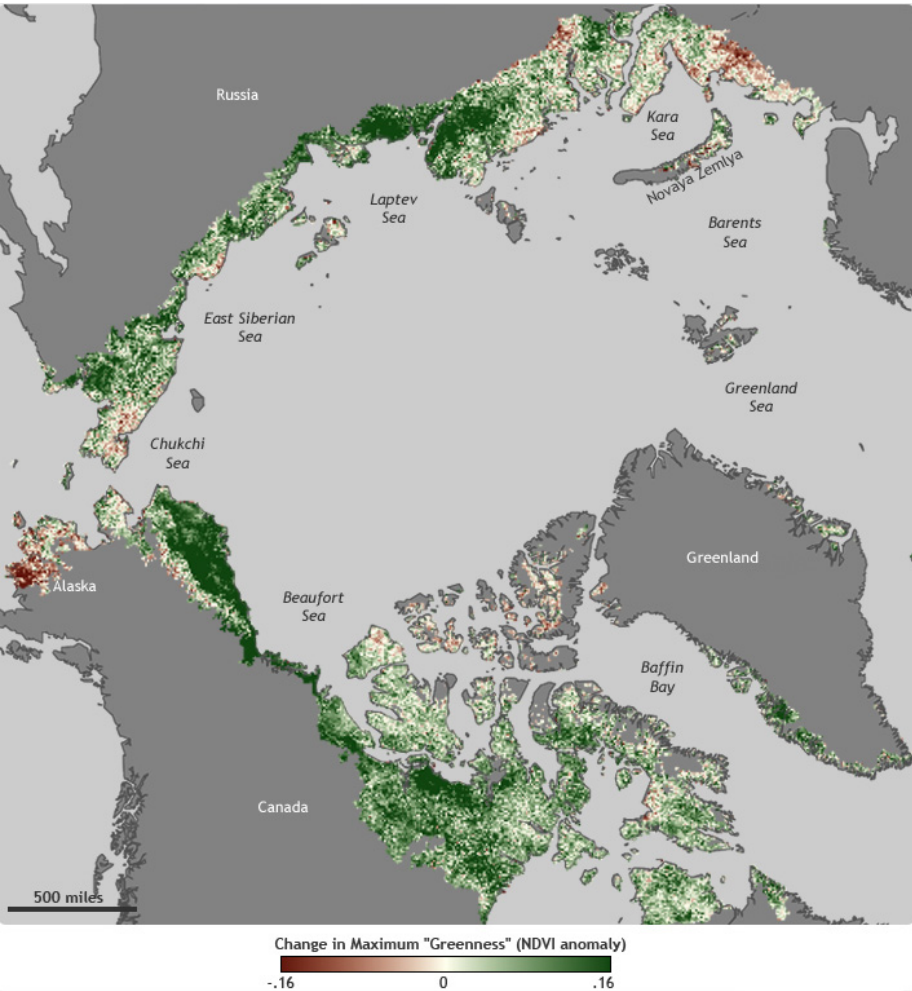 Russia
Kara
Sea
Novaya Zemlya
Laptev
Sea
Barents
Sea
East Siberian
Sea
Greenland
Sea
Chukchi
Sea
Greenland
Alaska
Beaufort
Sea
Baffin
Bay
Canada
500 miles
Change in Maximum "Greenness" (NDVI anomaly)
-.16 0 .16